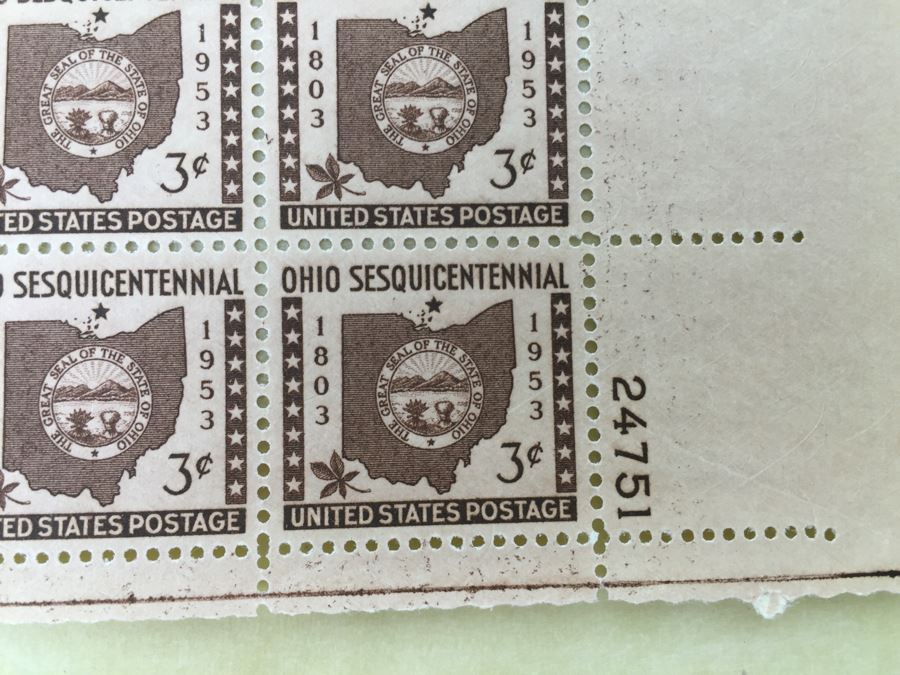 1953
THE GREAT SEAL OF THE STATE OF OHIO
3¢
STATES POSTAGE
1803
1953
THE GREAT SEAL OF THE STATE OF OHIO
3¢
UNITED STATES POSTAGE
SESQUICENTENNIAL
1953
THE GREAT SEAL OF THE STATE OF OHIO
3¢
STATES POSTAGE
OHIO SESQUICENTENNIAL
1803
1953
THE GREAT SEAL OF THE STATE OF OHIO
3¢
UNITED STATES POSTAGE
24751